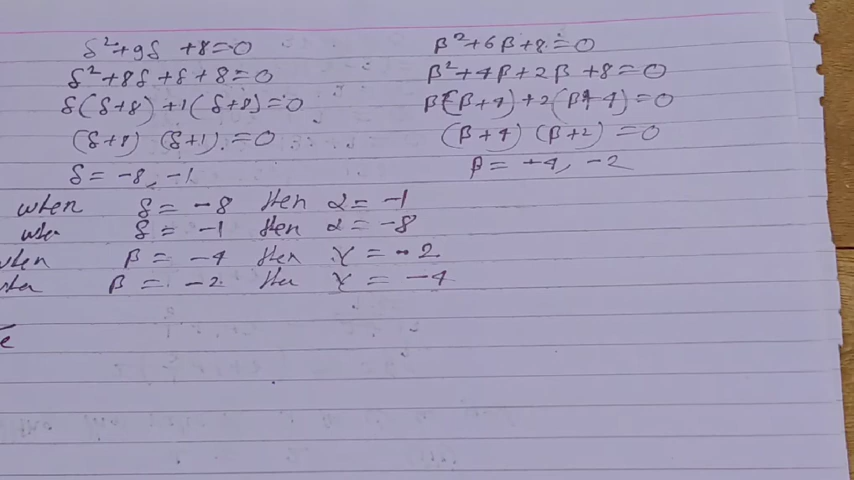 δ²+9δ +8=0
δ²+8δ+δ+8=0
δ(δ+8)+1(δ+8)=0
(δ+8) (δ+1)=0
δ= -8, -1
β²+6β+8=0
β²+4β+2β+8=0
β(β+4)+2(β+4)=0
(β+4) (β+2)=0
β= +4, -2
when δ= -8 then α= -1
when δ= -1 then α= -8
when β= -4 then γ= -2
when β= -2 then γ= -4